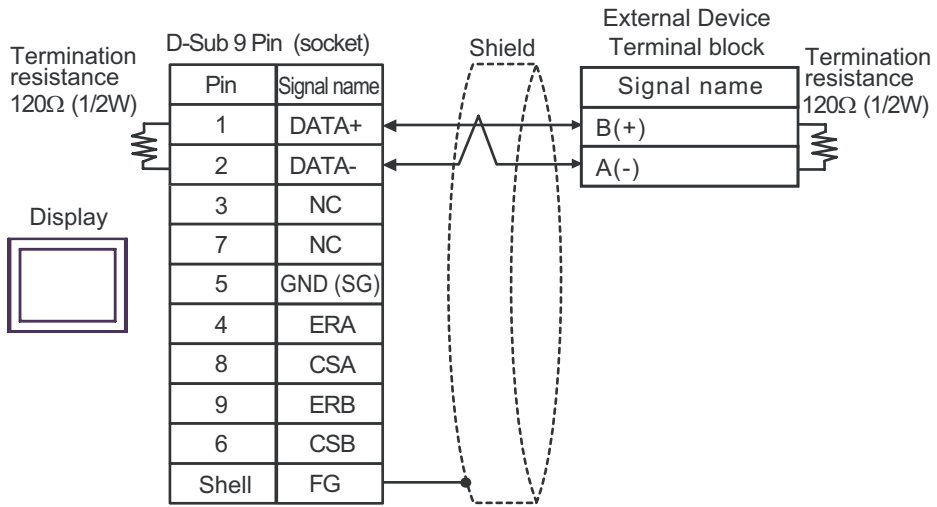 External Device
Terminal block
D-Sub 9 Pin (socket)
Shield
Termination
resistance
120Ω (1/2W)
Termination
resistance
120Ω (1/2W)
Pin Signal name
Signal name
1 DATA+
B(+)
2 DATA-
A(-)
3 NC
Display
7 NC
5 GND (SG)
4 ERA
8 CSA
9 ERB
6 CSB
Shell FG